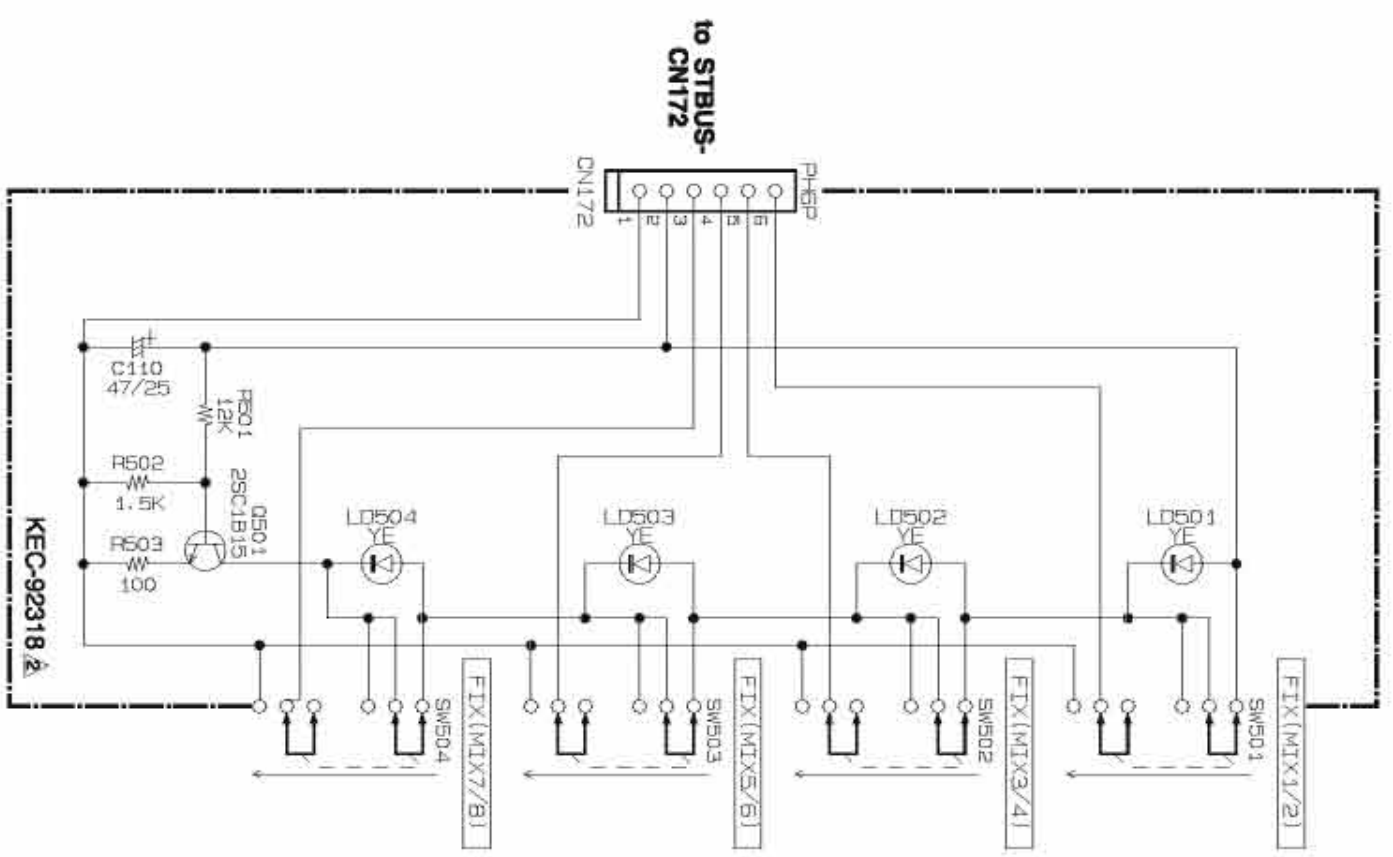 to STBUS-
CN172
PH6P
CN172
1
2
3
4
5
6
C110
47/25
R501
12K
R502
1.5K
Q501
2SC1815
R503
100
LD504
YE
LD503
YE
LD502
YE
LD501
YE
KEC-92318 2
SW504
FIX(MIX7/8)
SW503
FIX(MIX5/6)
SW502
FIX(MIX3/4)
SW501
FIX(MIX1/2)